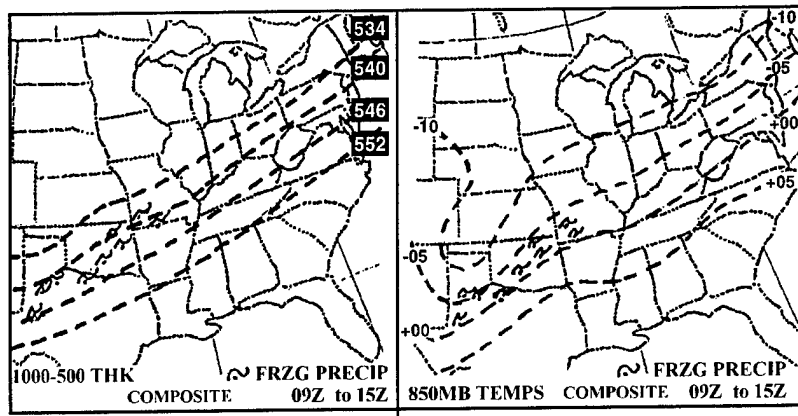 534
540
546
552
1000-500 THK
FRZG PRECIP
COMPOSITE
09Z to 15Z
-10
-05
+00
+05
-10
-05
+00
FRZG PRECIP
850MB TEMPS COMPOSITE 09Z to 15Z